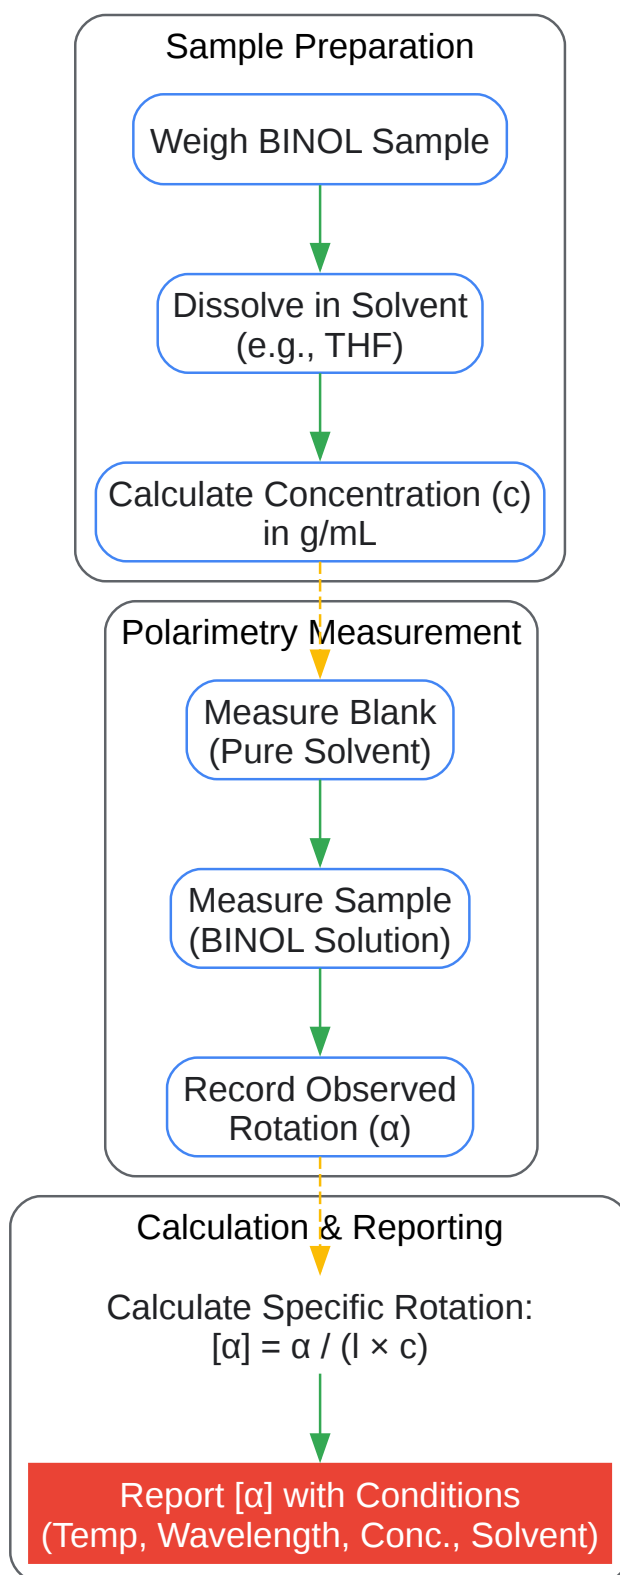 Sample Preparation
Weigh BINOL Sample
Dissolve in Solvent
(e.g., THF)
Calculate Concentration (c)
in g/mL
Polarimetry Measurement
Measure Blank
(Pure Solvent)
Measure Sample
(BINOL Solution)
Record Observed
Rotation (α)
Calculation & Reporting
Calculate Specific Rotation:
[α] = α / (l × c)
Report [α] with Conditions
(Temp, Wavelength, Conc., Solvent)